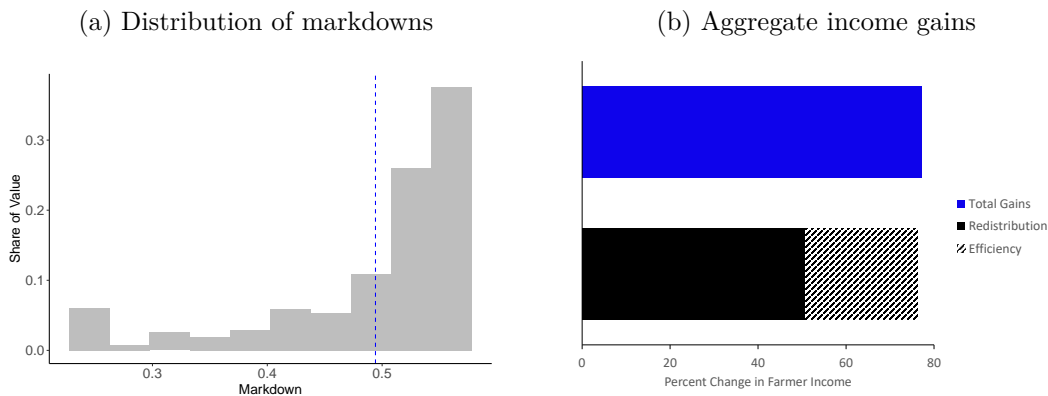 (a) Distribution of markdowns
0.3
0.2
0.1
0.0
Share of Value
0.3 0.4 0.5
Markdown
(b) Aggregate income gains
Total Gains
Redistribution
Efficiency
0 20 40 60 80
Percent Change in Farmer Income